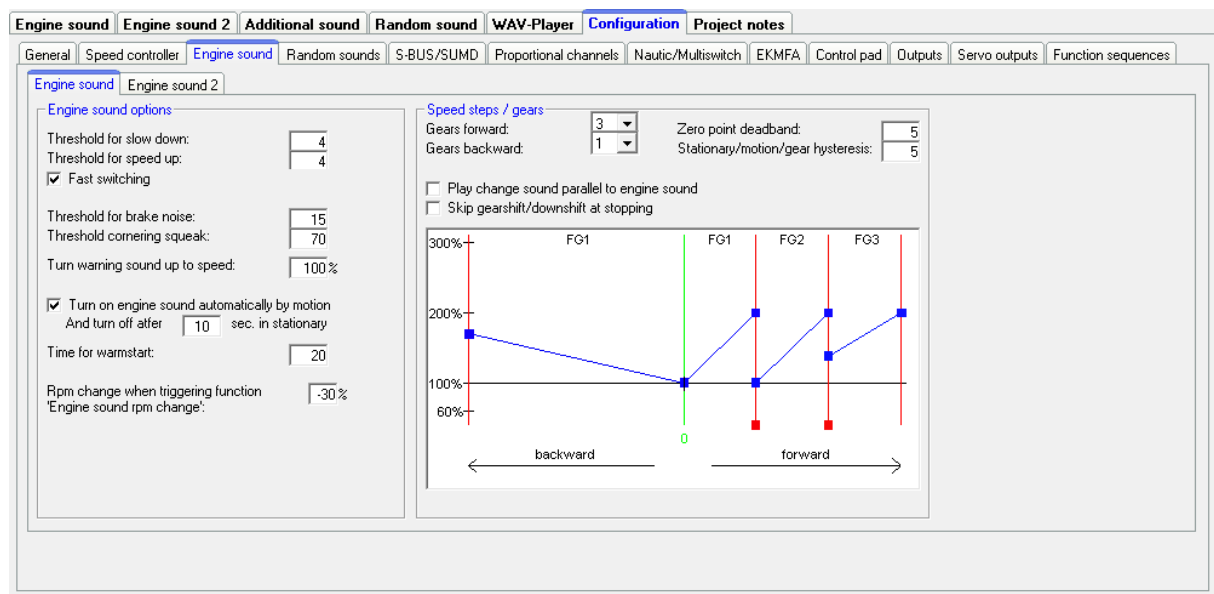 Engine sound Engine sound 2 Additional sound Random sound WAV-Player Configuration Project notes
General Speed controller Engine sound Random sounds S-BUS/SUMD Proportional channels Nautic/Multiswitch EKMFA Control pad Outputs Servo outputs Function sequences
Engine sound Engine sound 2
Engine sound options
Threshold for slow down: 4
Threshold for speed up: 4
Fast switching
Threshold for brake noise: 15
Threshold cornering squeak: 70
Turn warning sound up to speed: 100 %
Turn on engine sound automatically by motion
And turn off atfer 10 sec. in stationary
Time for warmstart: 20
Rpm change when triggering function
'Engine sound rpm change': -30 %
Speed steps / gears
Gears forward: 3 Zero point deadband: 5
Gears backward: 1 Stationary/motion/gear hysteresis: 5
Play change sound parallel to engine sound
Skip gearshift/downshift at stopping
300% FG1 FG1 FG2 FG3
200%
100%
60%
0
backward forward